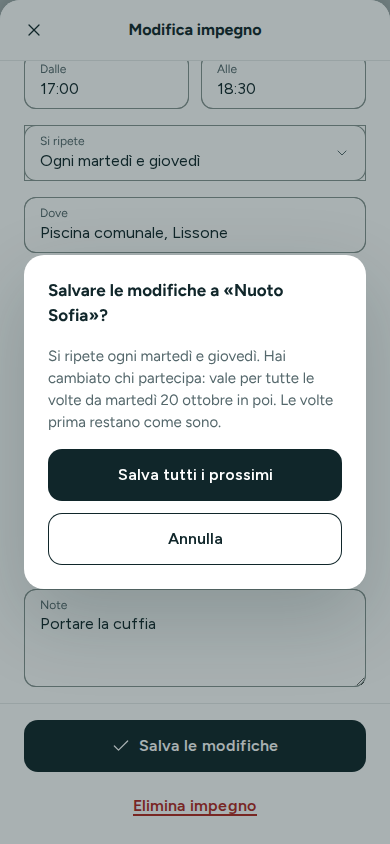 Modifica impegno
Dalle
Alle
17:00
18:30
Si ripete
Ogni martedì e giovedì
Dove
Piscina comunale, Lissone
Salvare le modifiche a «Nuoto
Sofia»?
Si ripete ogni martedì e giovedì. Hai
cambiato chi partecipa: vale per tutte le
volte da martedì 20 ottobre in poi. Le volte
prima restano come sono.
Salva tutti i prossimi
Annulla
Note
Portare la cuffia
Salva le modifiche
Elimina impegno